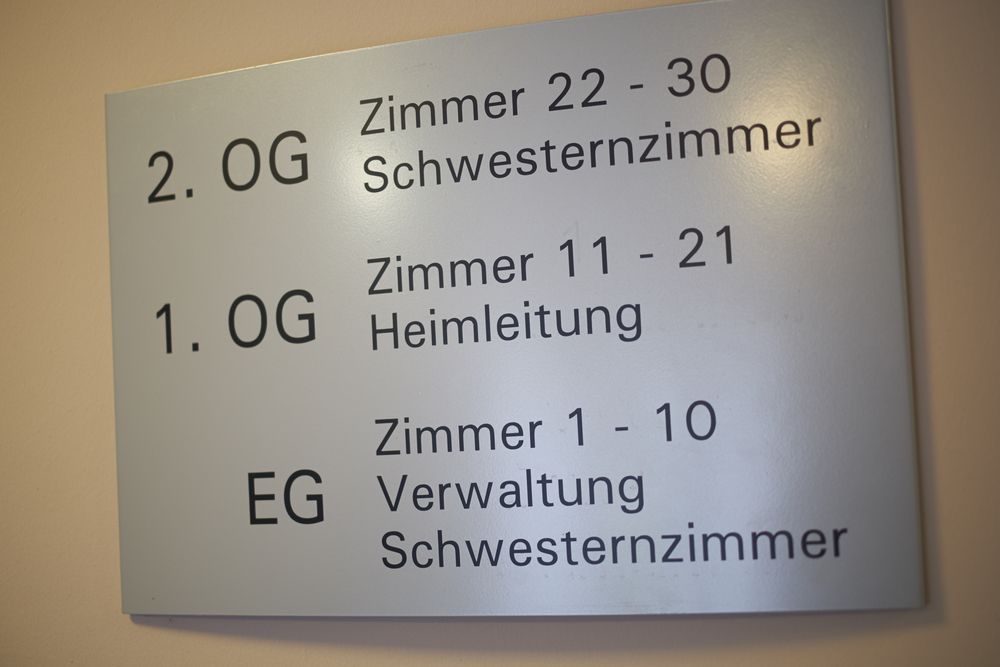 2. OG Zimmer 22 - 30
Schwesternzimmer
1. OG Zimmer 11 - 21
Heimleitung
EG Zimmer 1 - 10
Verwaltung
Schwesternzimmer